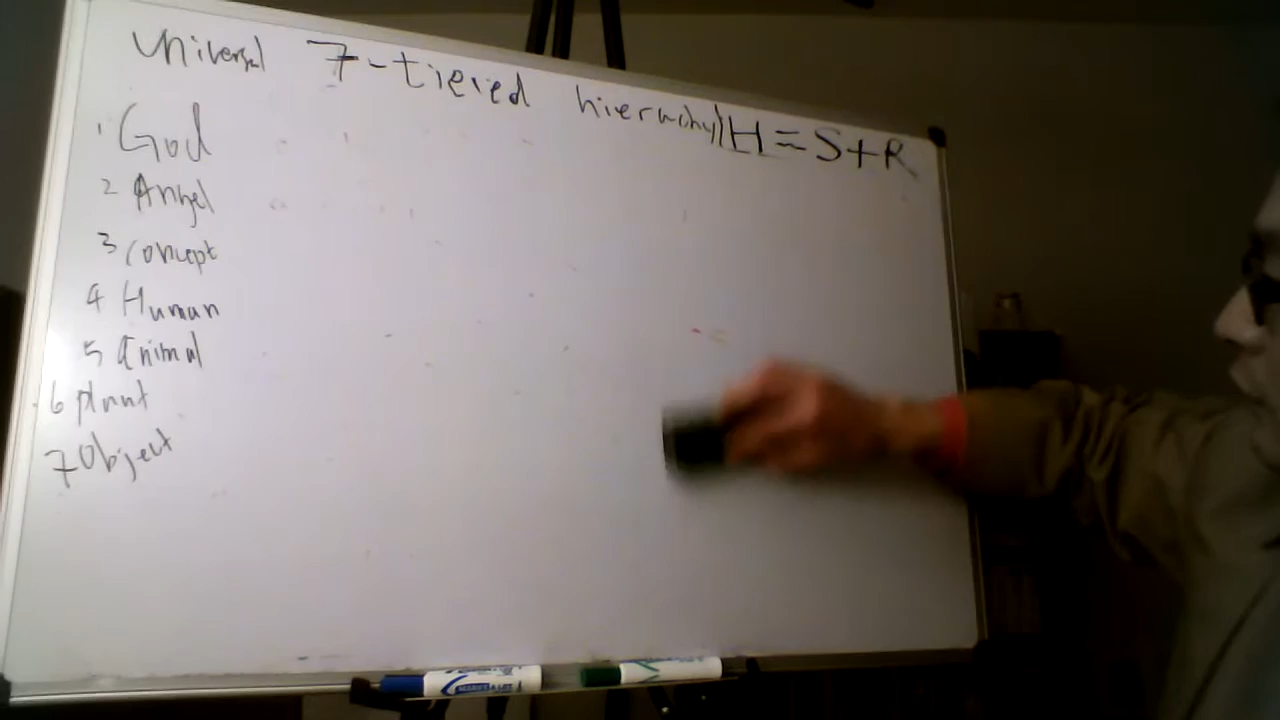 Universal 7-tiered hierarchy) H = S+R
1 God
2 Angel
3 Concept
4 Human
5 Animal
6 plant
7 Object